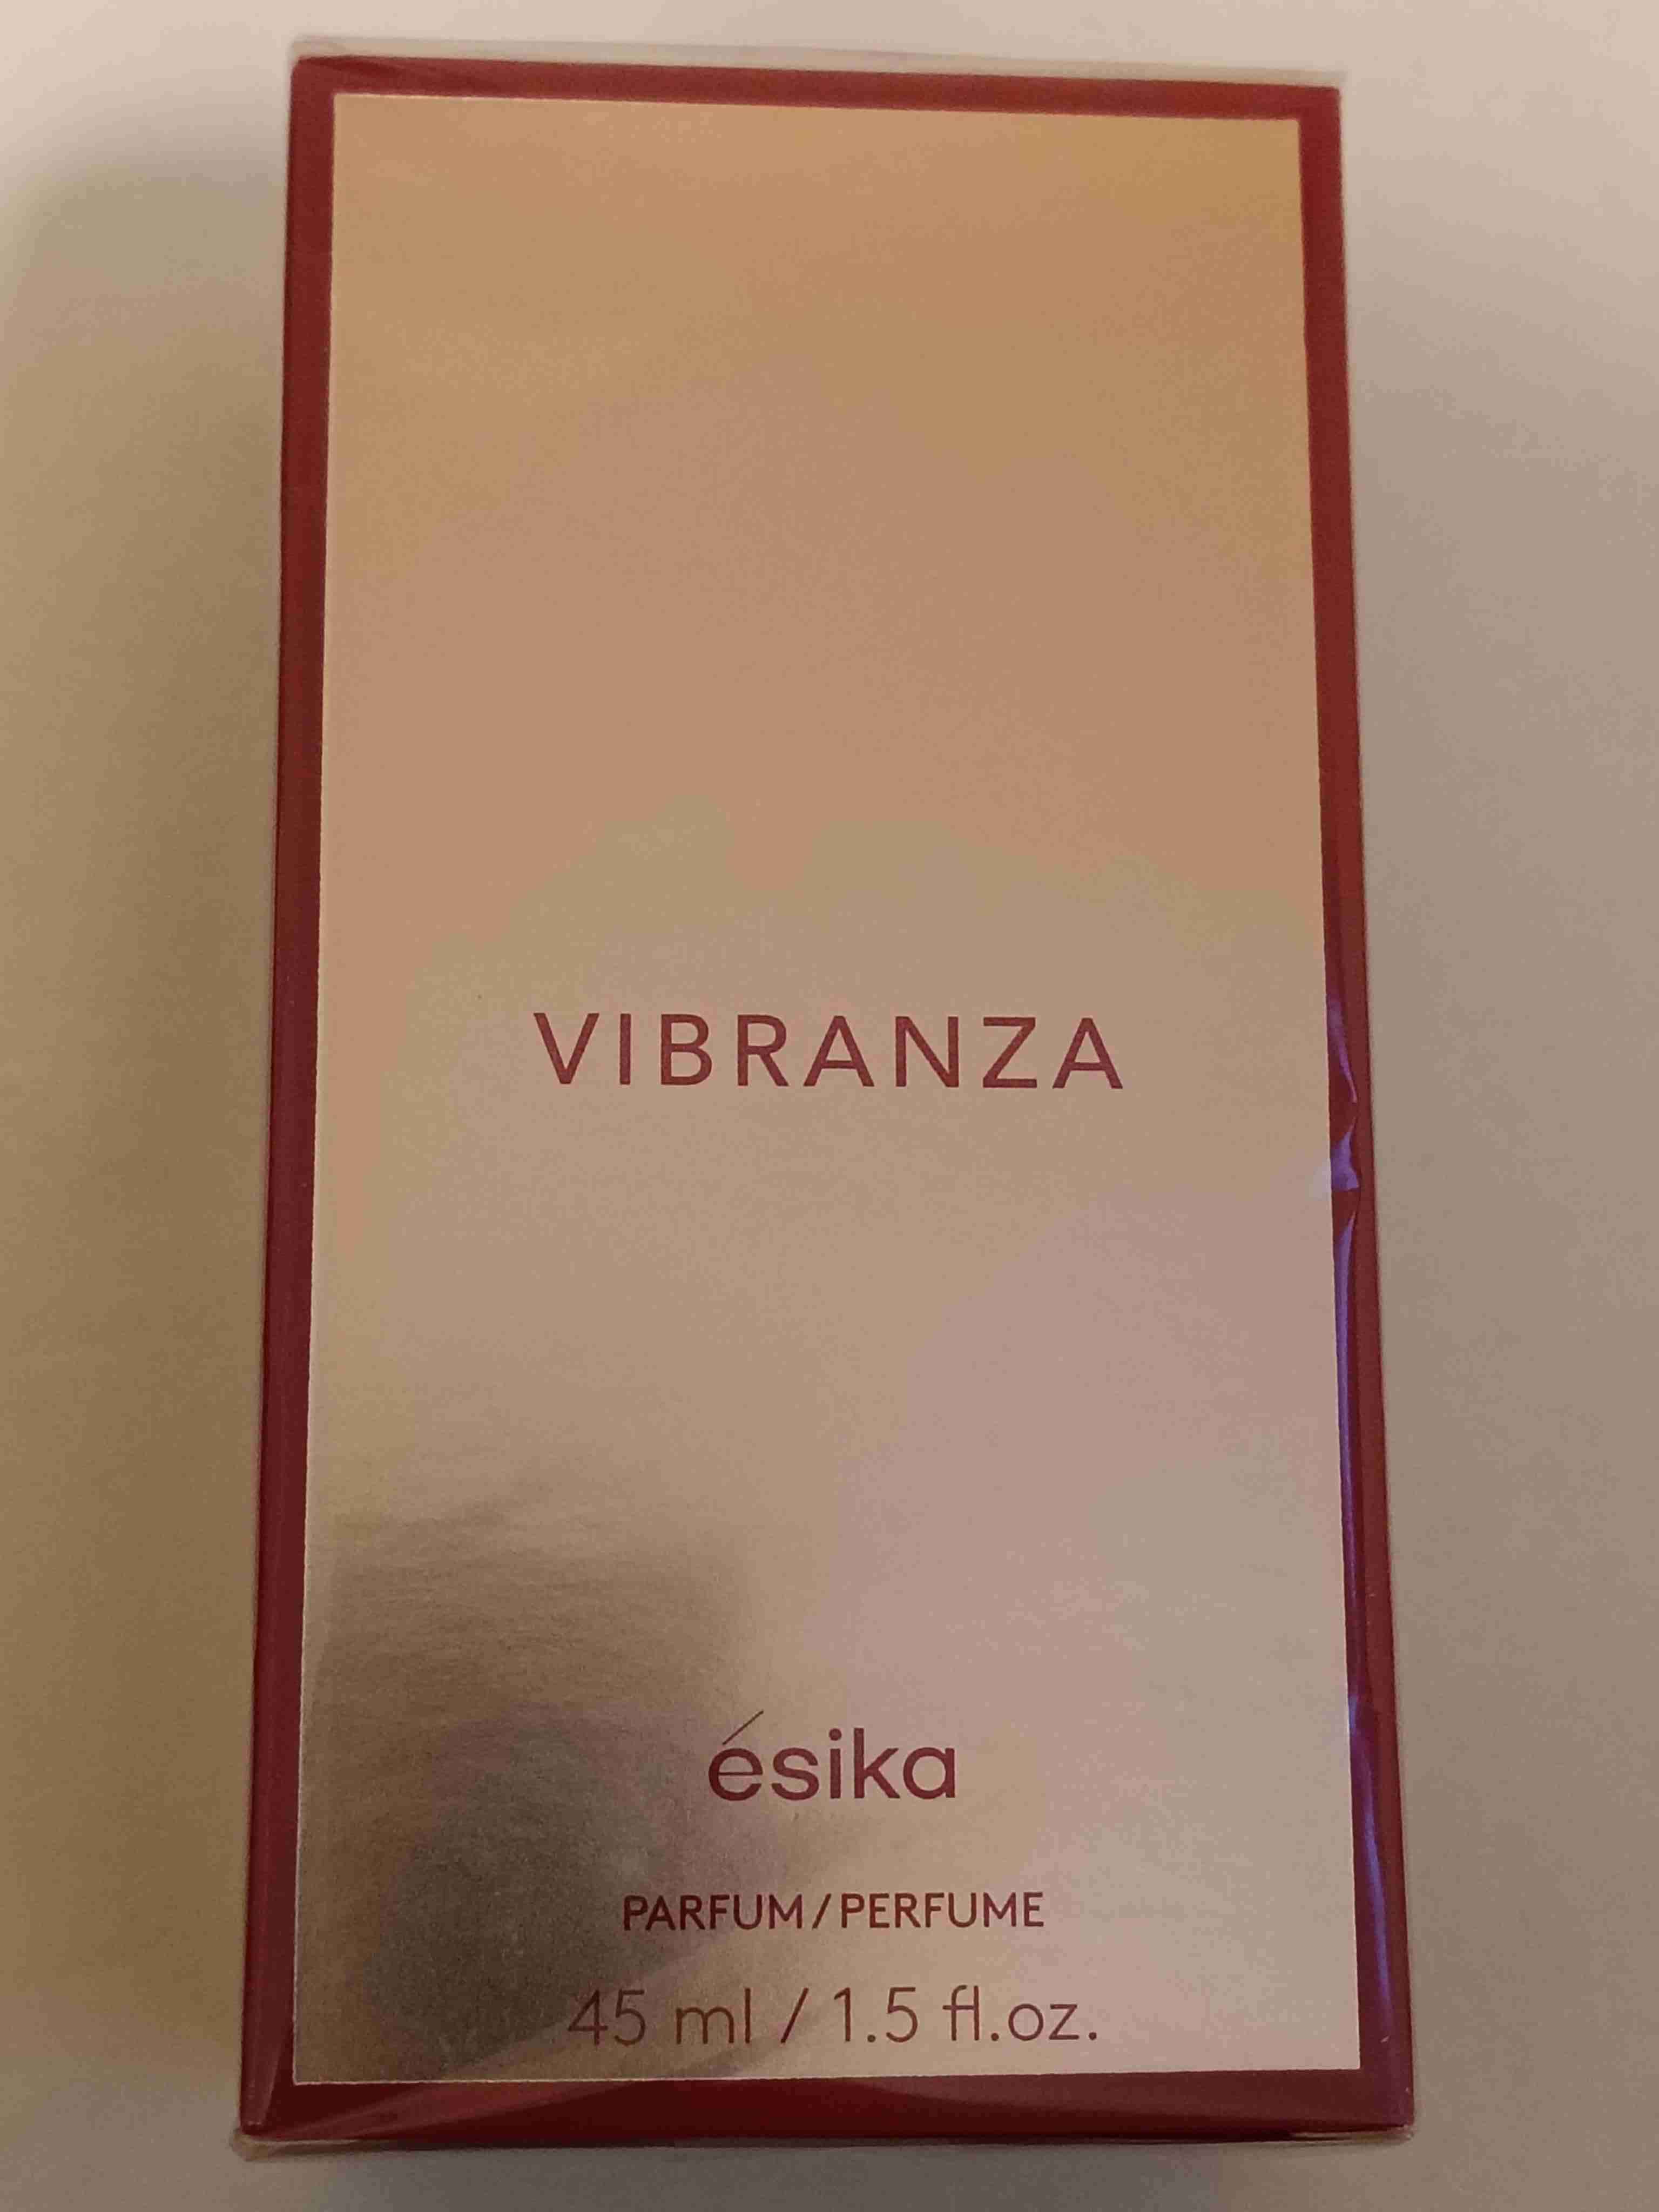 VIBRANZA
ésika
PARFUM/PERFUME
45 ml / 1.5 fl.oz.